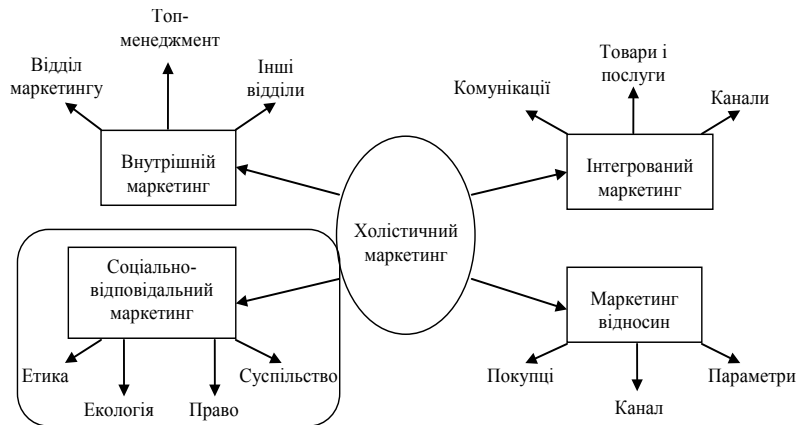 Топ-
менеджмент
Відділ
маркетингу
Інші
відділи
Внутрішній
маркетинг
Товари і
послуги
Комунікації
Канали
Інтегрований
маркетинг
Холістичний
маркетинг
Соціально-
відповідальний
маркетинг
Етика
Екологія
Право
Суспільство
Маркетинг
відносин
Покупці
Канал
Параметри